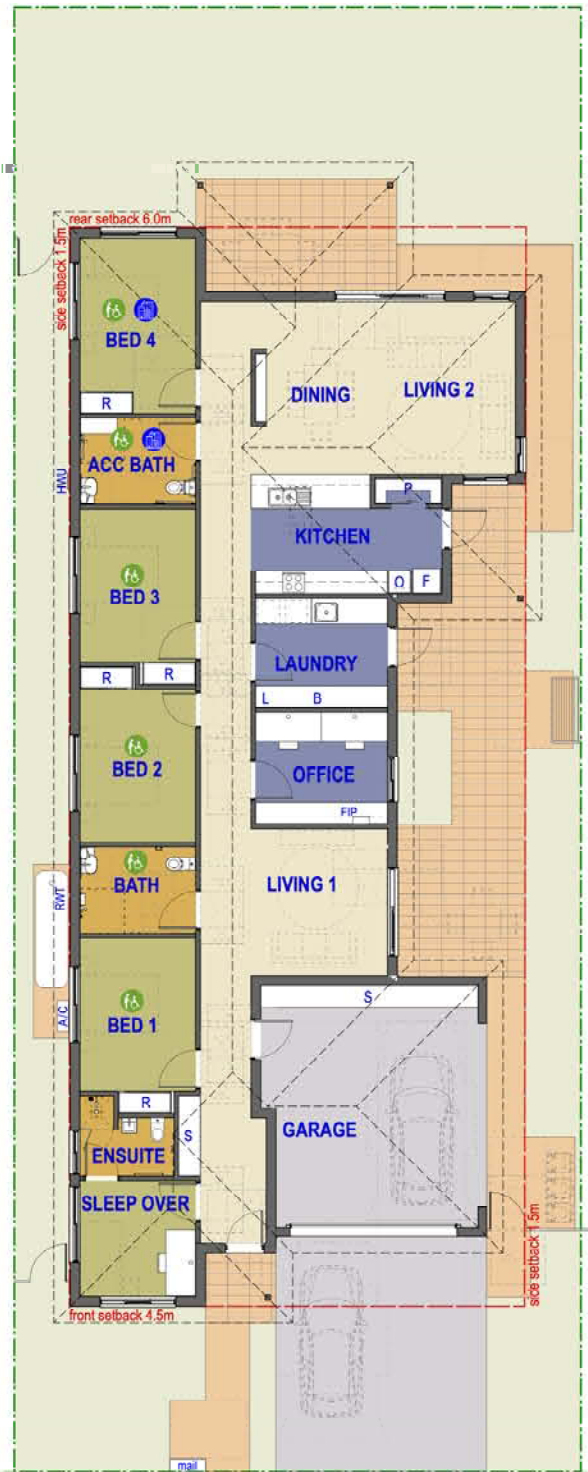 rear setback 6.0m
side setback 1.5m
BED 4
DINING
LIVING 2
R
ACC BATH
HWU
P
KITCHEN
O
F
BED 3
LAUNDRY
R
R
L
B
BED 2
OFFICE
FIP
BATH
LIVING 1
RWT
A/C
BED 1
S
R
GARAGE
S
ENSUITE
SLEEP OVER
side setback 1.5m
front setback 4.5m
mail